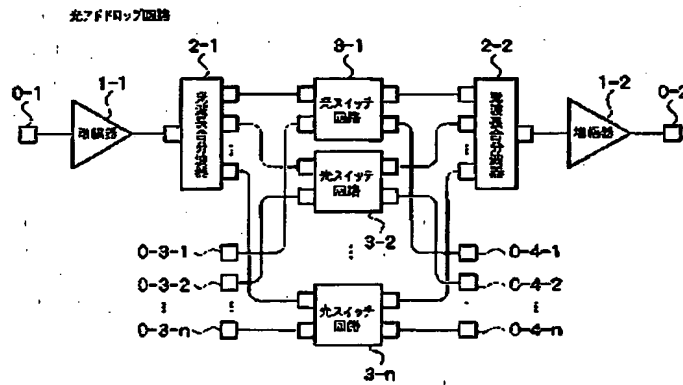 光アドドロップ回路
2-1
3-1
2-2
0-1
1-1
1-2
0-2
増幅器
光スイッチ
回路
増幅器
光スイッチ
回路
3-2
0-3-1
0-4-1
0-3-2
0-4-2
光スイッチ
回路
0-3-n
0-4-n
3-n